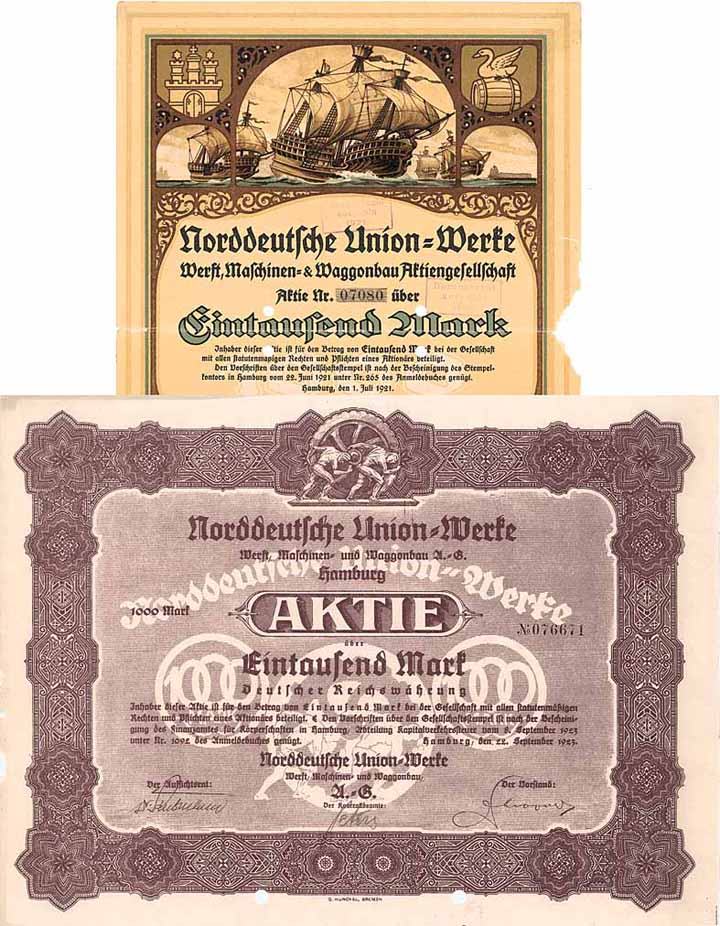 Norddeutsche Union=Werke
Werft, Maschinen- & Waggonbau Aktiengesellschaft
Aktie Nr. 07080 über
Eintausend Mark
Inhaber dieser Aktie ist für den Betrag von Eintausend Mark bei der Gesellschaft
mit allen statutenmäßigen Rechten und Pflichten eines Aktionärs beteiligt.
Den Vorschriften über den Gesellschaftsstempel ist nach der Bescheinigung des Stempel-
kontors in Hamburg vom 22. Juni 1921 unter Nr. 265 des Anmeldebuches genügt.
Hamburg, den 1. Juli 1921.
Norddeutsche Union=Werke
Werft, Maschinen- und Waggonbau A.-G.
Hamburg
Norddeutsche Union=Werke
1000 Mark
AKTIE
№ 076671
über
Eintausend Mark
1000
1000
Deutscher Reichswährung
Inhaber dieser Aktie ist für den Betrag von Eintausend Mark bei der Gesellschaft mit allen statutenmäßigen
Rechten und Pflichten eines Aktionärs beteiligt. Den Vorschriften über den Gesellschaftsstempel ist nach der Bescheini-
gung des Finanzamtes für Körperschaften in Hamburg, Abteilung Kapitalverkehrsteuer vom 8. September 1923
unter Nr. 1092 des Anmeldebuches genügt. Hamburg, den 22. September 1923.
Norddeutsche Union=Werke
Werft, Maschinen- und Waggonbau-
A.-G.
Der Aufsichtsrat:
Der Vorstand:
Der Kontrollbeamte:
G. HUNCKEL, BREMEN